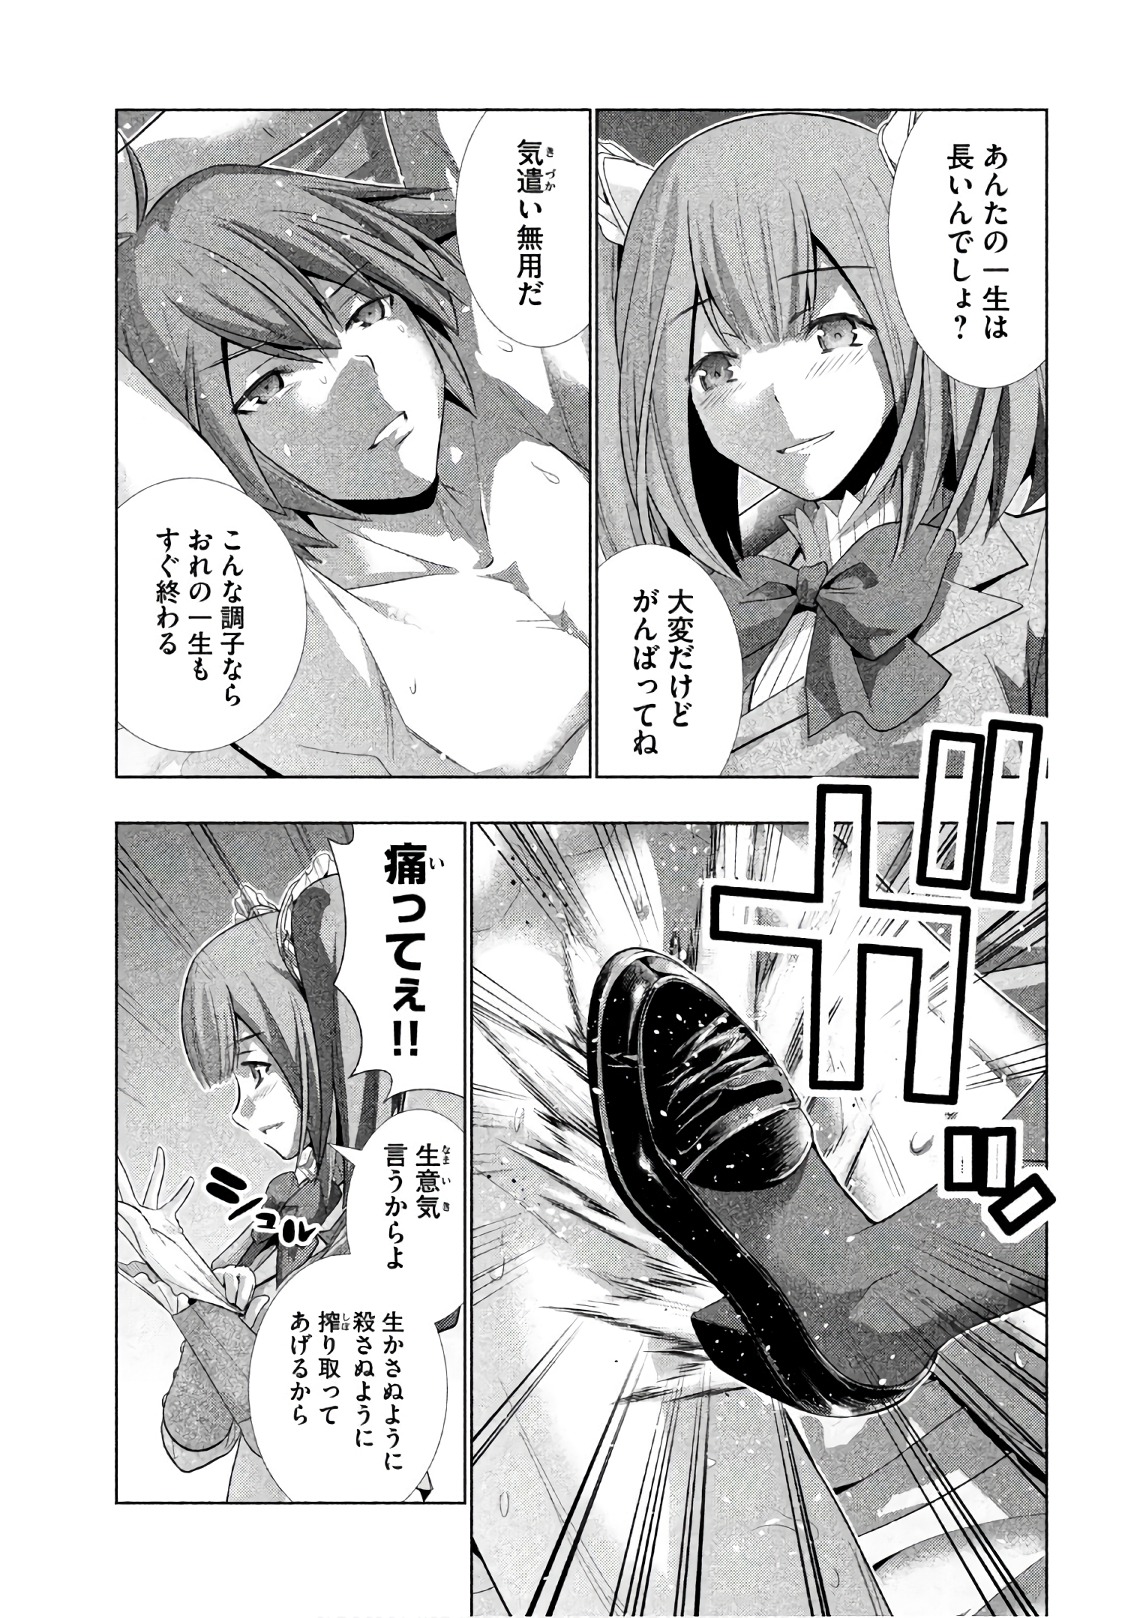 あんたの一生は
長いんでしょ?
大変だけど
がんばってね
気遣い無用だ
こんな調子なら
おれの一生も
すぐ終わる
ガガッ
痛ってぇ!!
生意気
言うからよ
生かさぬように
殺さぬように
搾り取って
あげるから
シュル